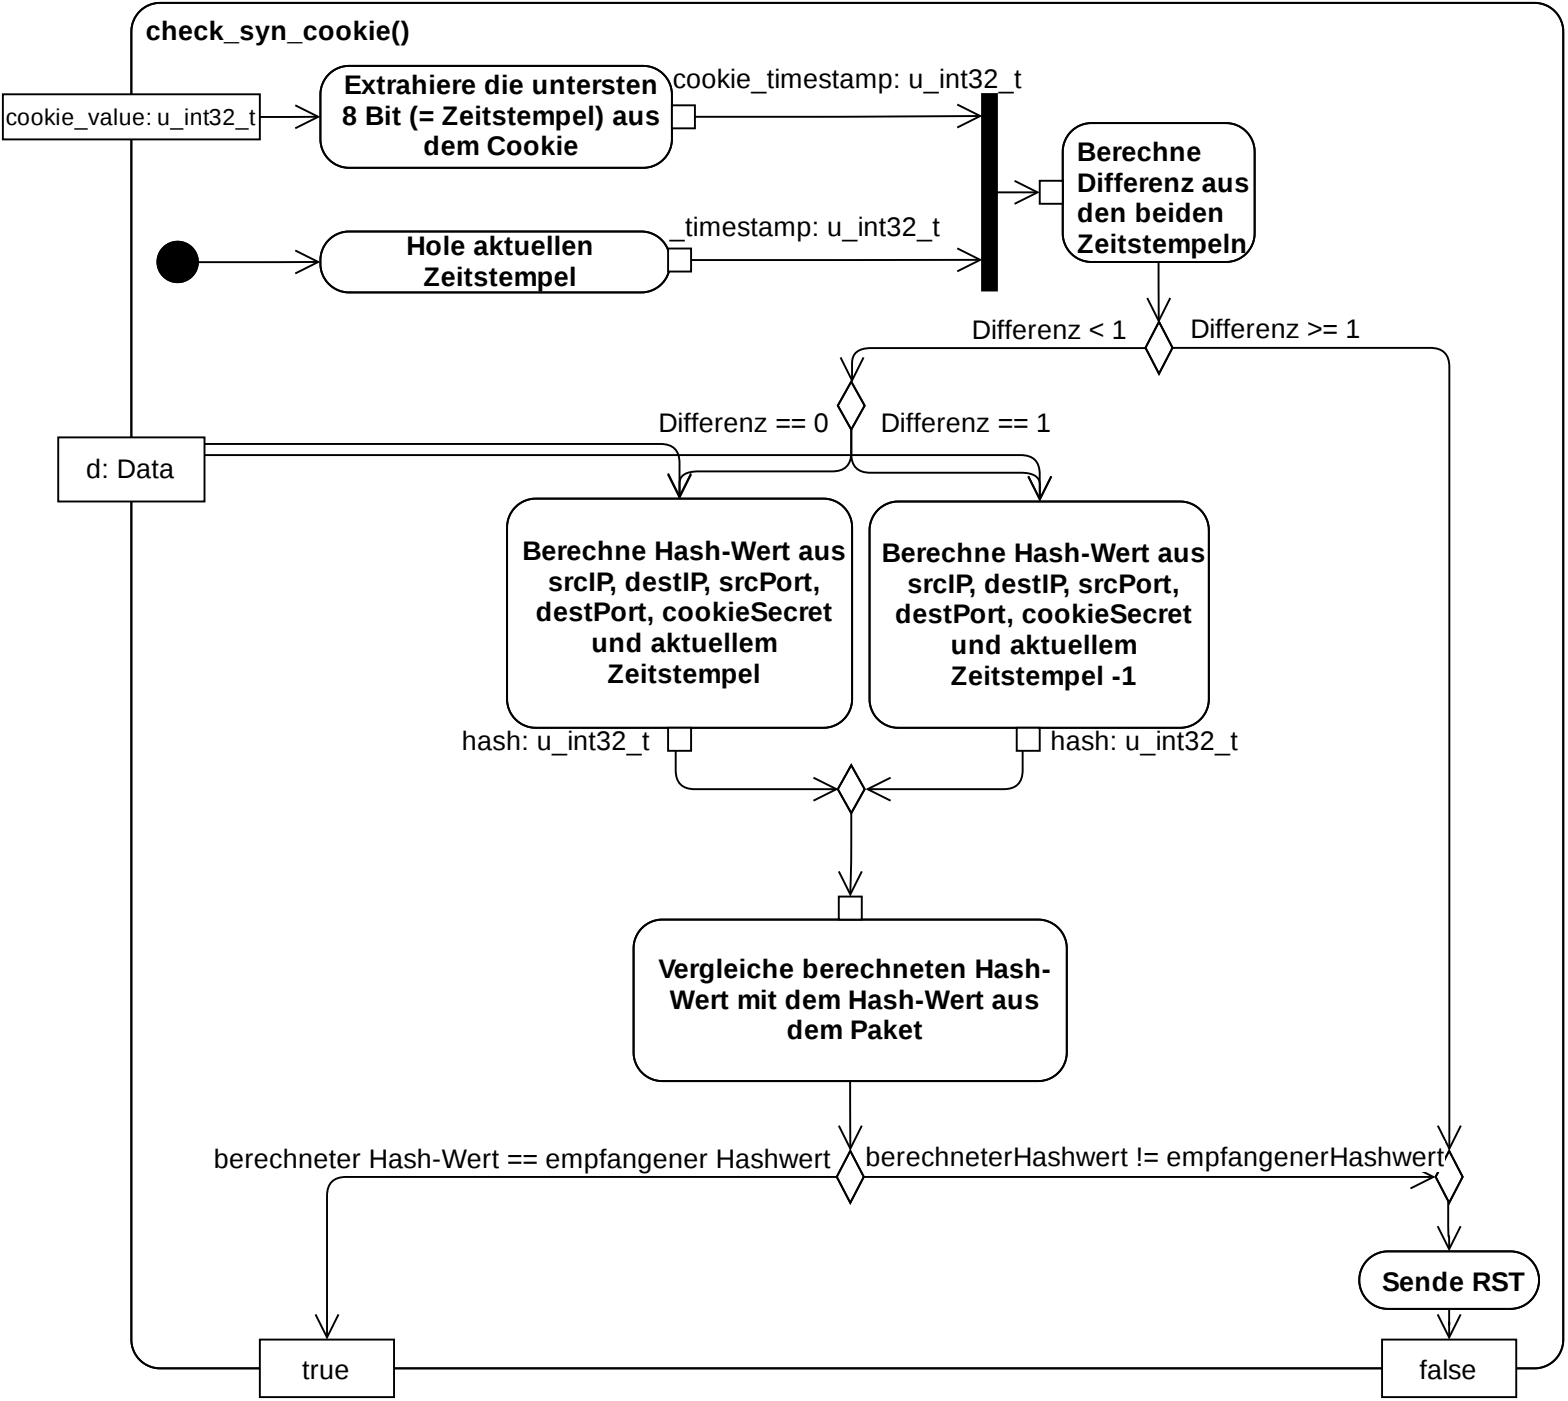 check_syn_cookie()
cookie_value: u_int32_t
Extrahiere die untersten
8 Bit (= Zeitstempel) aus
dem Cookie
cookie_timestamp: u_int32_t
Hole aktuellen
Zeitstempel
_timestamp: u_int32_t
Berechne
Differenz aus
den beiden
Zeitstempeln
Differenz < 1
Differenz >= 1
Differenz == 0
Differenz == 1
d: Data
Berechne Hash-Wert aus
srcIP, destIP, srcPort,
destPort, cookieSecret
und aktuellem
Zeitstempel
Berechne Hash-Wert aus
srcIP, destIP, srcPort,
destPort, cookieSecret
und aktuellem
Zeitstempel -1
hash: u_int32_t
hash: u_int32_t
Vergleiche berechneten Hash-
Wert mit dem Hash-Wert aus
dem Paket
berechneter Hash-Wert == empfangener Hashwert
berechneterHashwert != empfangenerHashwert
Sende RST
true
false